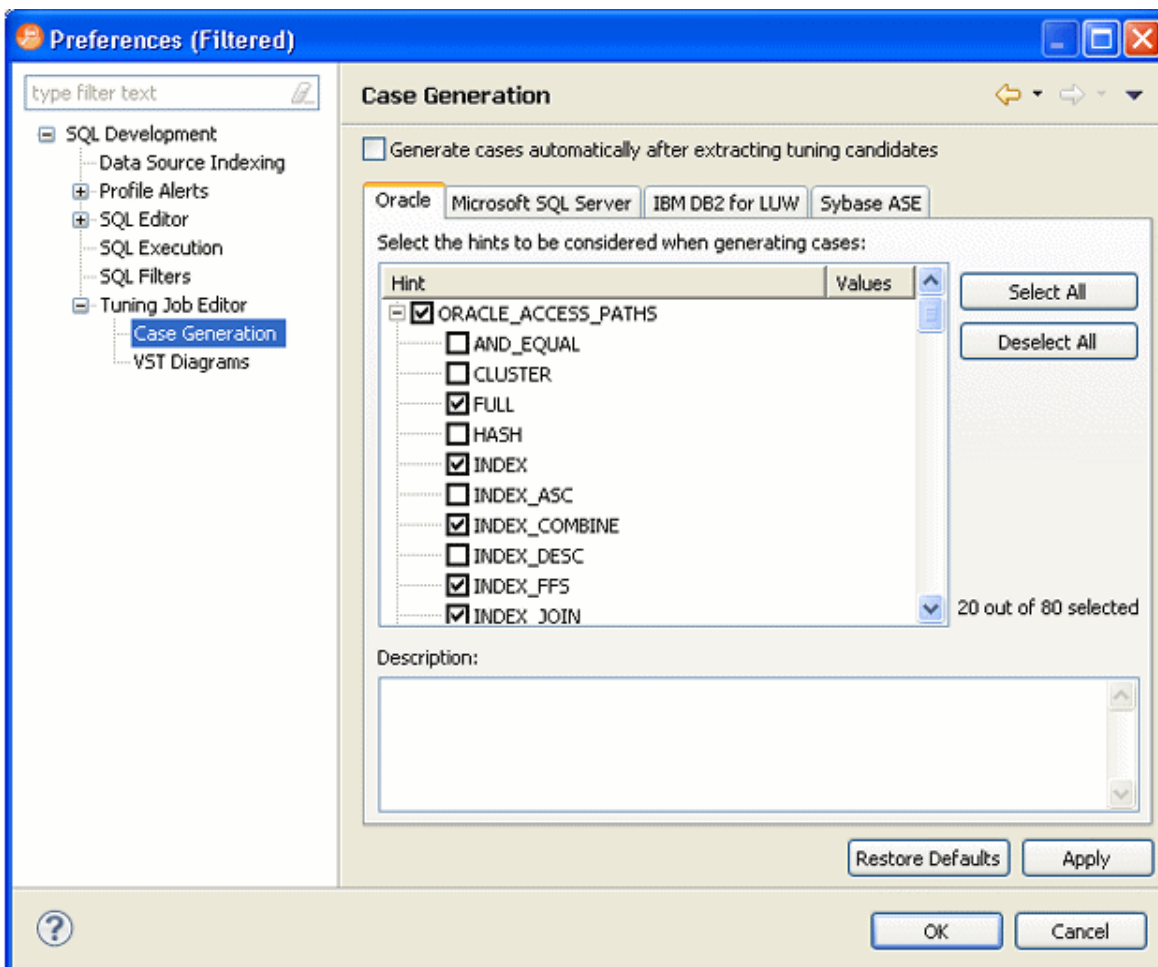 Preferences (Filtered)
type filter text
SQL Development
Data Source Indexing
Profile Alerts
SQL Editor
SQL Execution
SQL Filters
Tuning Job Editor
Case Generation
VST Diagrams
Case Generation
Generate cases automatically after extracting tuning candidates
Oracle Microsoft SQL Server IBM DB2 for LUW Sybase ASE
Select the hints to be considered when generating cases:
Hint Values
ORACLE_ACCESS_PATHS
AND_EQUAL
CLUSTER
FULL
HASH
INDEX
INDEX_ASC
INDEX_COMBINE
INDEX_DESC
INDEX_FFS
INDEX_JOIN
Select All
Deselect All
20 out of 80 selected
Description:
Restore Defaults Apply
? OK Cancel